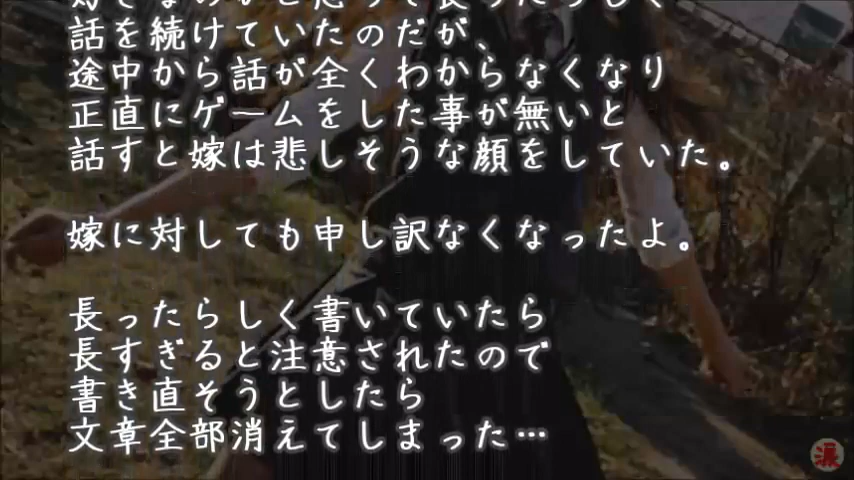 話を続けていたのだが、
途中から話が全くわからなくなり
正直にゲームをした事が無いと
話すと嫁は悲しそうな顔をしていた。
嫁に対しても申し訳なくなったよ。
長ったらしく書いていたら
長すぎると注意されたので
書き直そうとしたら
文章全部消えてしまった…
涙